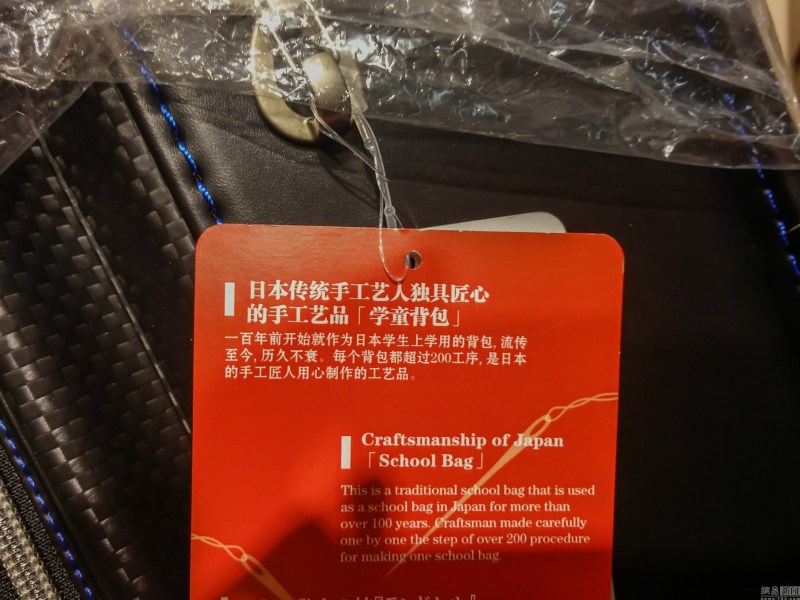 日本传统手工艺人独具匠心
的手工艺品「学童背包」
一百年前开始就作为日本学生上学用的背包, 流传
至今, 历久不衰。每个背包都超过200工序, 是日本
的手工匠人用心制作的工艺品。
Craftsmanship of Japan
「School Bag」
This is a traditional school bag that is used
as a school bag in Japan for more than
over 100 years. Craftsman made carefully
one by one the step of over 200 procedure
for making one school bag.
网易新闻